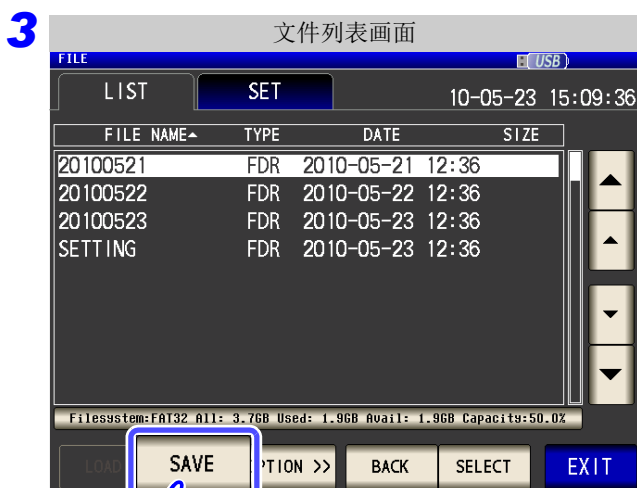 3
文件列表画面
FILE USB
LIST SET 10-05-23 15:09:36
FILE NAME TYPE DATE SIZE
20100521 FDR 2010-05-21 12:36
20100522 FDR 2010-05-22 12:36
20100523 FDR 2010-05-23 12:36
SETTING FDR 2010-05-23 12:36
Filesystem:FAT32 All: 3.7GB Used: 1.9GB Avail: 1.9GB Capacity:50.0%
LOAD SAVE PTION >> BACK SELECT EXIT